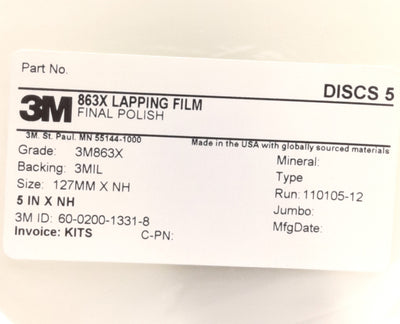 Part No.
DISCS 5
3M 863X LAPPING FILM
FINAL POLISH
3M. St. Paul. MN 55144-1000
Made in the USA with globally sourced materials
Grade: 3M863X
Mineral:
Backing: 3MIL
Type
Size: 127MM X NH
Run: 110105-12
5 IN X NH
Jumbo:
3M ID: 60-0200-1331-8
MfgDate:
Invoice: KITS C-PN: